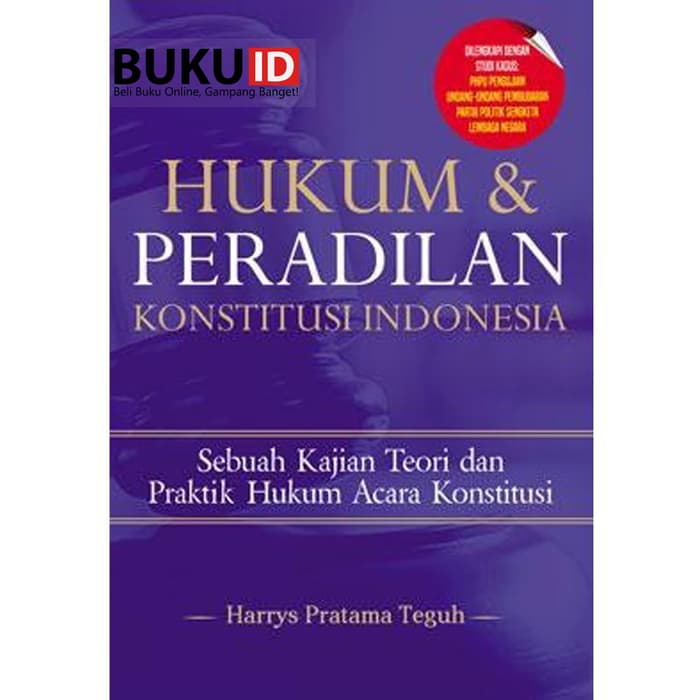 BUKU ID
Beli Buku Online, Gampang Banget!
DILENGKAPI DENGAN
STUDI KASUS:
PHPU PENGUJIAN
UNDANG-UNDANG PEMBUBARAN
PARTAI POLITIK SENGKETA
LEMBAGA NEGARA
HUKUM &
PERADILAN
KONSTITUSI INDONESIA
Sebuah Kajian Teori dan
Praktik Hukum Acara Konstitusi
Harrys Pratama Teguh